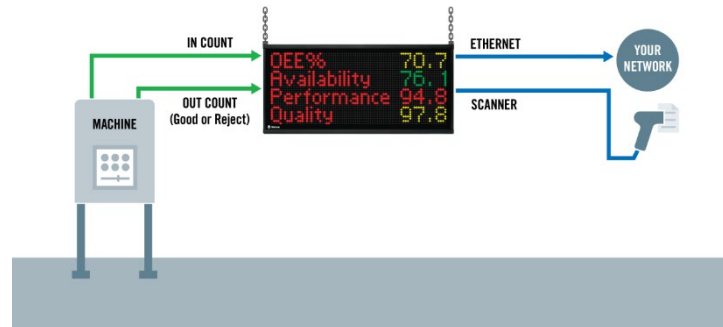 IN COUNT
OUT COUNT
(Good or Reject)
MACHINE
OEE% 70.7
Availability 76.1
Performance 94.8
Quality 97.8
ETHERNET
SCANNER
YOUR
NETWORK